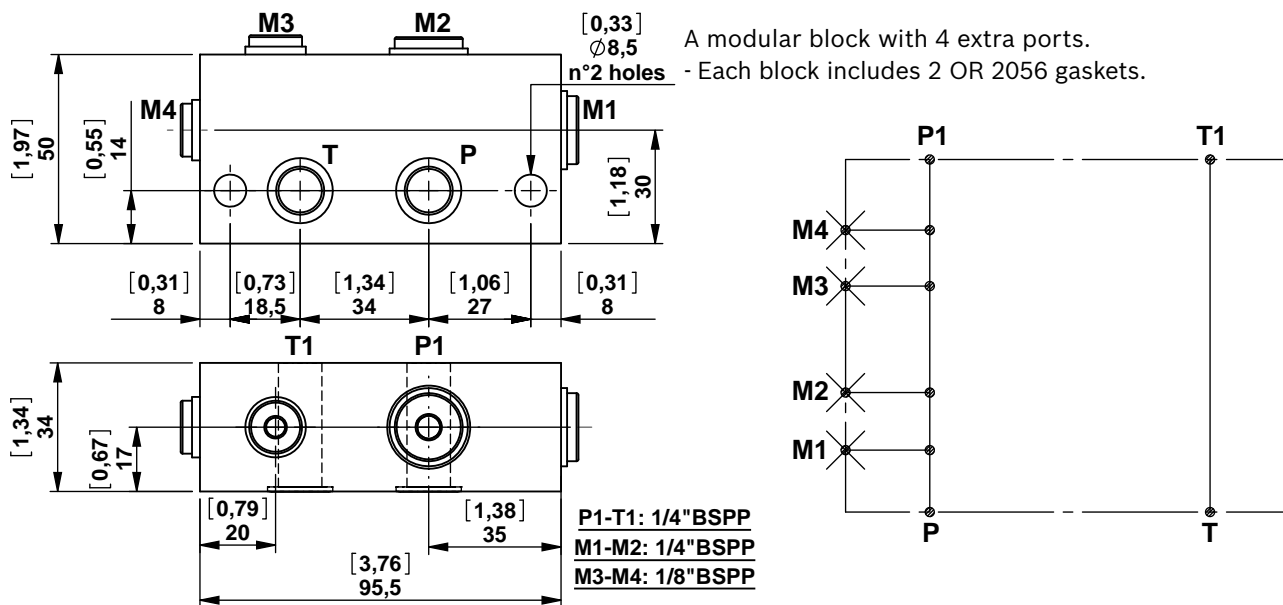 M3
M2
[0,33]
Ø8,5
n°2 holes
A modular block with 4 extra ports.
- Each block includes 2 OR 2056 gaskets.
M4
M1
[1,97]
50
[0,55]
14
T
P
[1,18]
30
[0,31]
8
[0,73]
18,5
[1,34]
34
[1,06]
27
[0,31]
8
T1
P1
[1,34]
34
[0,67]
17
[0,79]
20
[1,38]
35
[3,76]
95,5
P1-T1: 1/4"BSPP
M1-M2: 1/4"BSPP
M3-M4: 1/8"BSPP
P1
T1
M4
M3
M2
M1
P
T